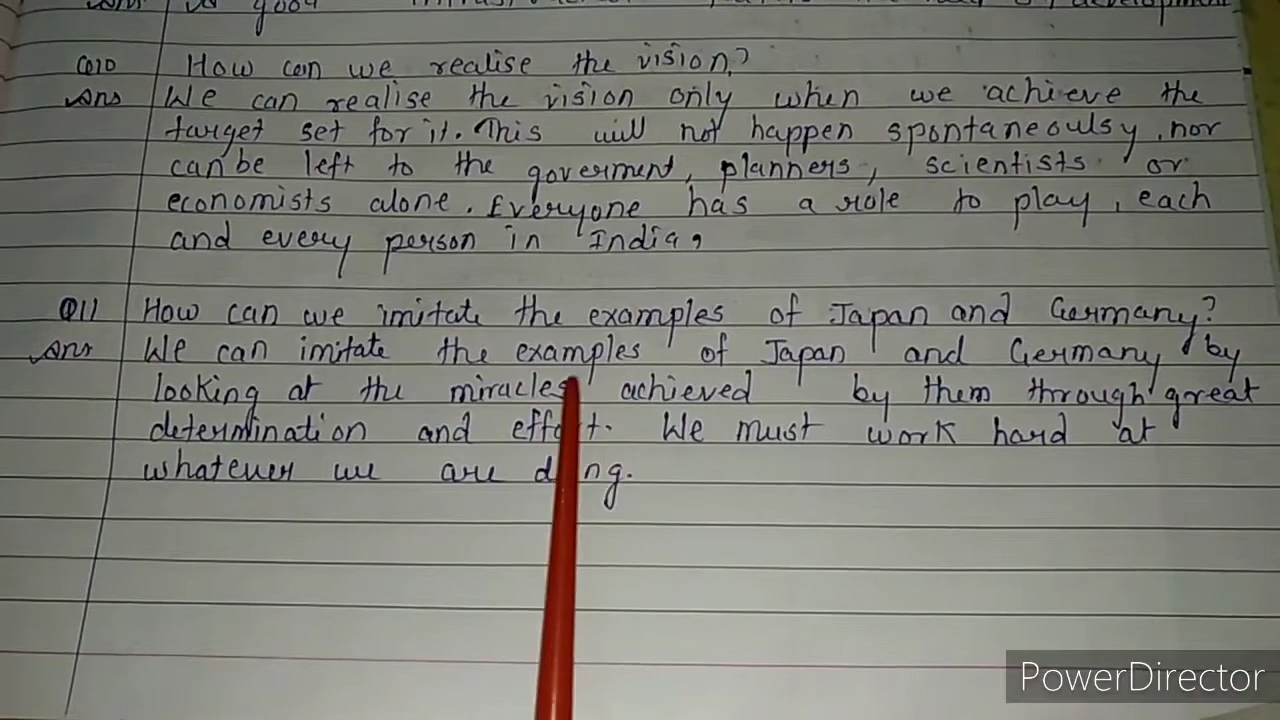 is good
Q10 How can we realise the vision?
Ans We can realise the vision only when we achieve the
target set for it. This will not happen spontaneoulsy, nor
can be left to the goverment, planners, scientists or
economists alone. Everyone has a role to play, each
and every person in India,
Q11 How can we imitate the examples of Japan and Germany?
Ans We can imitate the examples of Japan and Germany by
looking at the miracles achieved by them through great
determination and effort. We must work hard at
whatever we are
PowerDirector